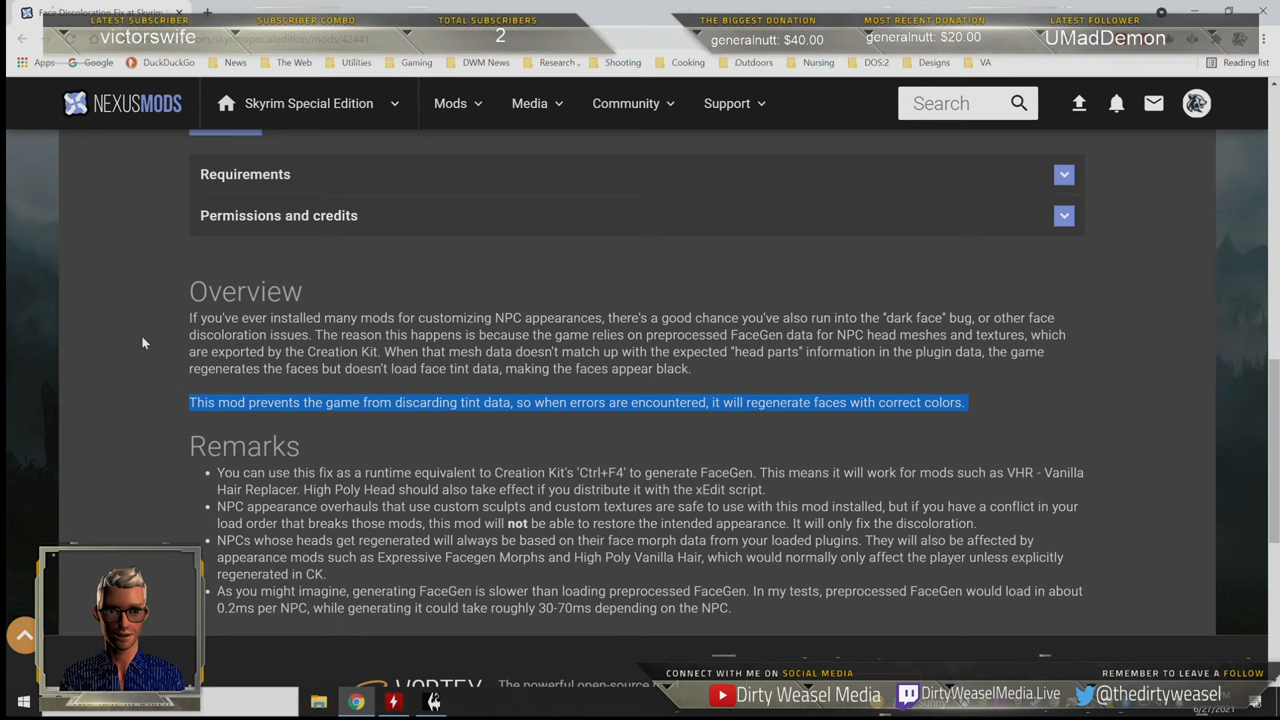 Face Discoloration Fix at Skyrim
LATEST SUBSCRIBER
victorswife
SUBSCRIBER COMBO
TOTAL SUBSCRIBERS
2
THE BIGGEST DONATION
generalnutt: $40.00
MOST RECENT DONATION
generalnutt: $20.00
LATEST FOLLOWER
UMadDemon
.com/skyrimspecialedition/mods/42441
Apps Google DuckDuckGo News The Web Utilities Gaming DWM News Research Shooting Cooking Outdoors Nursing DOS:2 Designs VA Reading list
NEXUSMODS Skyrim Special Edition Mods Media Community Support Search
Requirements
Permissions and credits
Overview
If you've ever installed many mods for customizing NPC appearances, there's a good chance you've also run into the "dark face" bug, or other face
discoloration issues. The reason this happens is because the game relies on preprocessed FaceGen data for NPC head meshes and textures, which
are exported by the Creation Kit. When that mesh data doesn't match up with the expected "head parts" information in the plugin data, the game
regenerates the faces but doesn't load face tint data, making the faces appear black.
This mod prevents the game from discarding tint data, so when errors are encountered, it will regenerate faces with correct colors.
Remarks
• You can use this fix as a runtime equivalent to Creation Kit's 'Ctrl+F4' to generate FaceGen. This means it will work for mods such as VHR - Vanilla
Hair Replacer. High Poly Head should also take effect if you distribute it with the xEdit script.
• NPC appearance overhauls that use custom sculpts and custom textures are safe to use with this mod installed, but if you have a conflict in your
load order that breaks those mods, this mod will not be able to restore the intended appearance. It will only fix the discoloration.
• NPCs whose heads get regenerated will always be based on their face morph data from your loaded plugins. They will also be affected by
appearance mods such as Expressive Facegen Morphs and High Poly Vanilla Hair, which would normally only affect the player unless explicitly
regenerated in CK.
• As you might imagine, generating FaceGen is slower than loading preprocessed FaceGen. In my tests, preprocessed FaceGen would load in about
0.2ms per NPC, while generating it could take roughly 30-70ms depending on the NPC.
VORTEX The powerful open-source
CONNECT WITH ME ON SOCIAL MEDIA
REMEMBER TO LEAVE A FOLLOW
Dirty Weasel Media DirtyWeaselMedia.Live @thedirtyweasel
6/27/2021